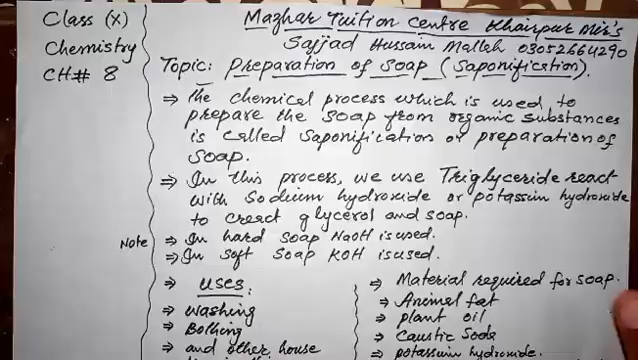 Class (X)
Chemistry
CH# 8
Mazhar Tuition Centre Khairpur Mir's
Sajjad Hussain Mallah 03052664290
Topic: Preparation of Soap (Saponification).
⇒ The chemical process which is used to
prepare the soap from organic substances
is called Saponification or preparation of
Soap.
⇒ In this process, we use Triglyceride react
with Sodium hydroxide or potassium hydroxide
to creact glycerol and soap.
Note ⇒ In hard soap NaOH is used.
⇒ In Soft Soap KOH is used.
⇒ uses:
⇒ washing
⇒ Bathing
⇒ and other house
⇒ Material required for soap.
⇒ Animal fat
⇒ plant oil
⇒ Caustic Soda
⇒ potassium hydroxide.